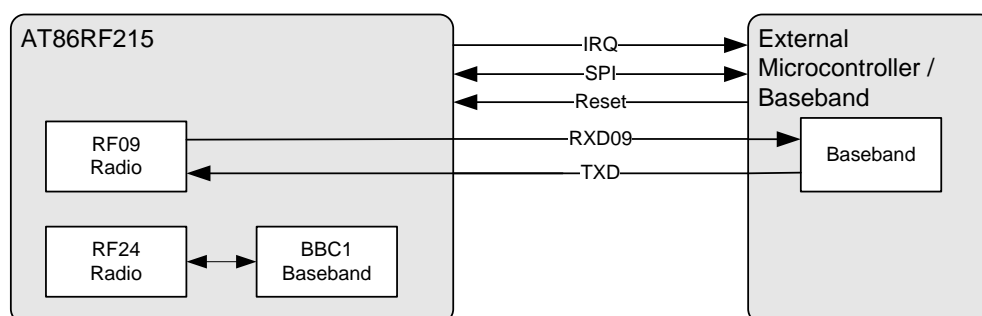 AT86RF215
IRQ
SPI
Reset
RXD09
TXD
External
Microcontroller /
Baseband
Baseband
RF09
Radio
RF24
Radio
BBC1
Baseband